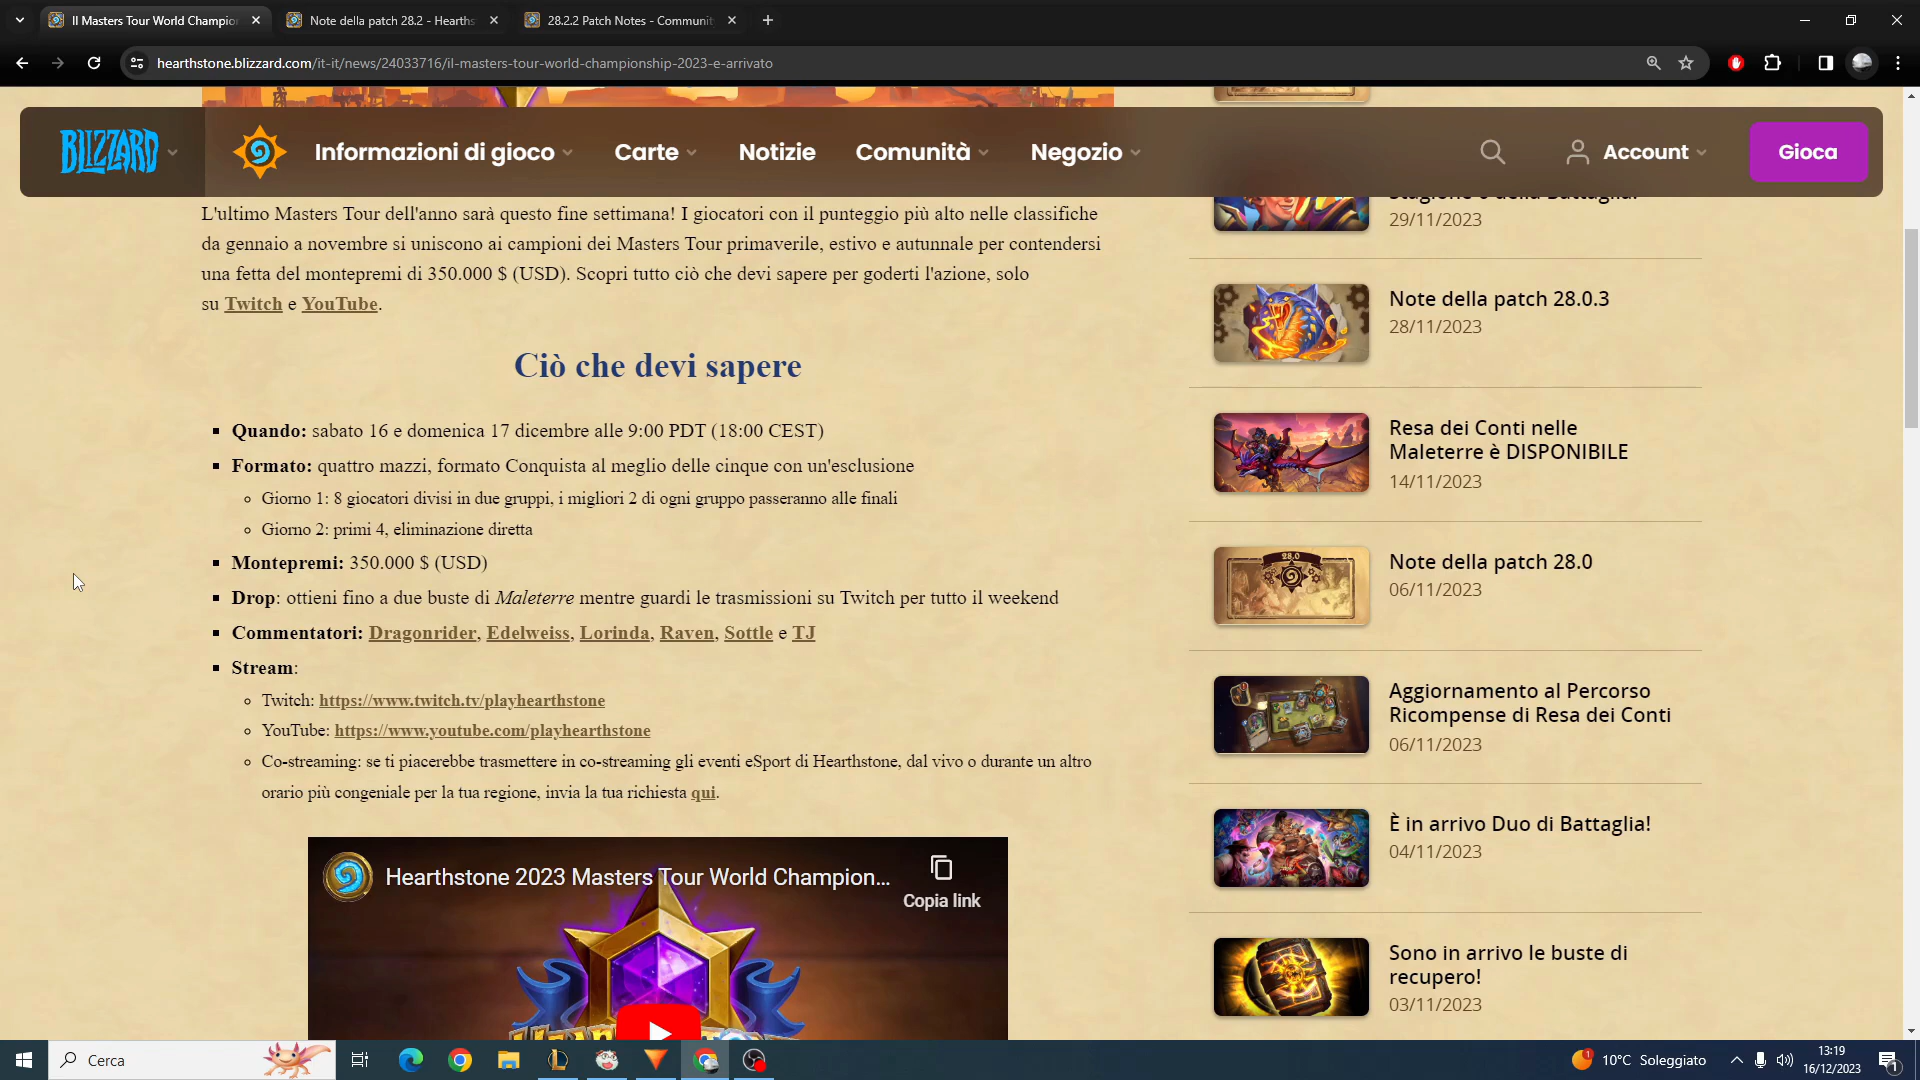 Il Masters Tour World Champio
Note della patch 28.2 - Hearths
28.2.2 Patch Notes - Communit
hearthstone.blizzard.com/it-it/news/24033716/il-masters-tour-world-championship-2023-e-arrivato
BLIZZARD
Informazioni di gioco
Carte
Notizie
Comunità
Negozio
Account
Gioca
L'ultimo Masters Tour dell'anno sarà questo fine settimana! I giocatori con il punteggio più alto nelle classifiche
da gennaio a novembre si uniscono ai campioni dei Masters Tour primaverile, estivo e autunnale per contendersi
una fetta del montepremi di 350.000 $ (USD). Scopri tutto ciò che devi sapere per goderti l'azione, solo
su Twitch e YouTube.
Ciò che devi sapere
Quando: sabato 16 e domenica 17 dicembre alle 9:00 PDT (18:00 CEST)
Formato: quattro mazzi, formato Conquista al meglio delle cinque con un'esclusione
Giorno 1: 8 giocatori divisi in due gruppi, i migliori 2 di ogni gruppo passeranno alle finali
Giorno 2: primi 4, eliminazione diretta
Montepremi: 350.000 $ (USD)
Drop: ottieni fino a due buste di Maleterre mentre guardi le trasmissioni su Twitch per tutto il weekend
Commentatori: Dragonrider, Edelweiss, Lorinda, Raven, Sottle e TJ
Stream:
Twitch: https://www.twitch.tv/playhearthstone
YouTube: https://www.youtube.com/playhearthstone
Co-streaming: se ti piacerebbe trasmettere in co-streaming gli eventi eSport di Hearthstone, dal vivo o durante un altro
orario più congeniale per la tua regione, invia la tua richiesta qui.
Hearthstone 2023 Masters Tour World Champion...
Copia link
29/11/2023
Note della patch 28.0.3
28/11/2023
Resa dei Conti nelle
Maleterre è DISPONIBILE
14/11/2023
28.0
Note della patch 28.0
06/11/2023
Aggiornamento al Percorso
Ricompense di Resa dei Conti
06/11/2023
È in arrivo Duo di Battaglia!
04/11/2023
Sono in arrivo le buste di
recupero!
03/11/2023
Cerca
1
10°C Soleggiato
13:19
16/12/2023
1